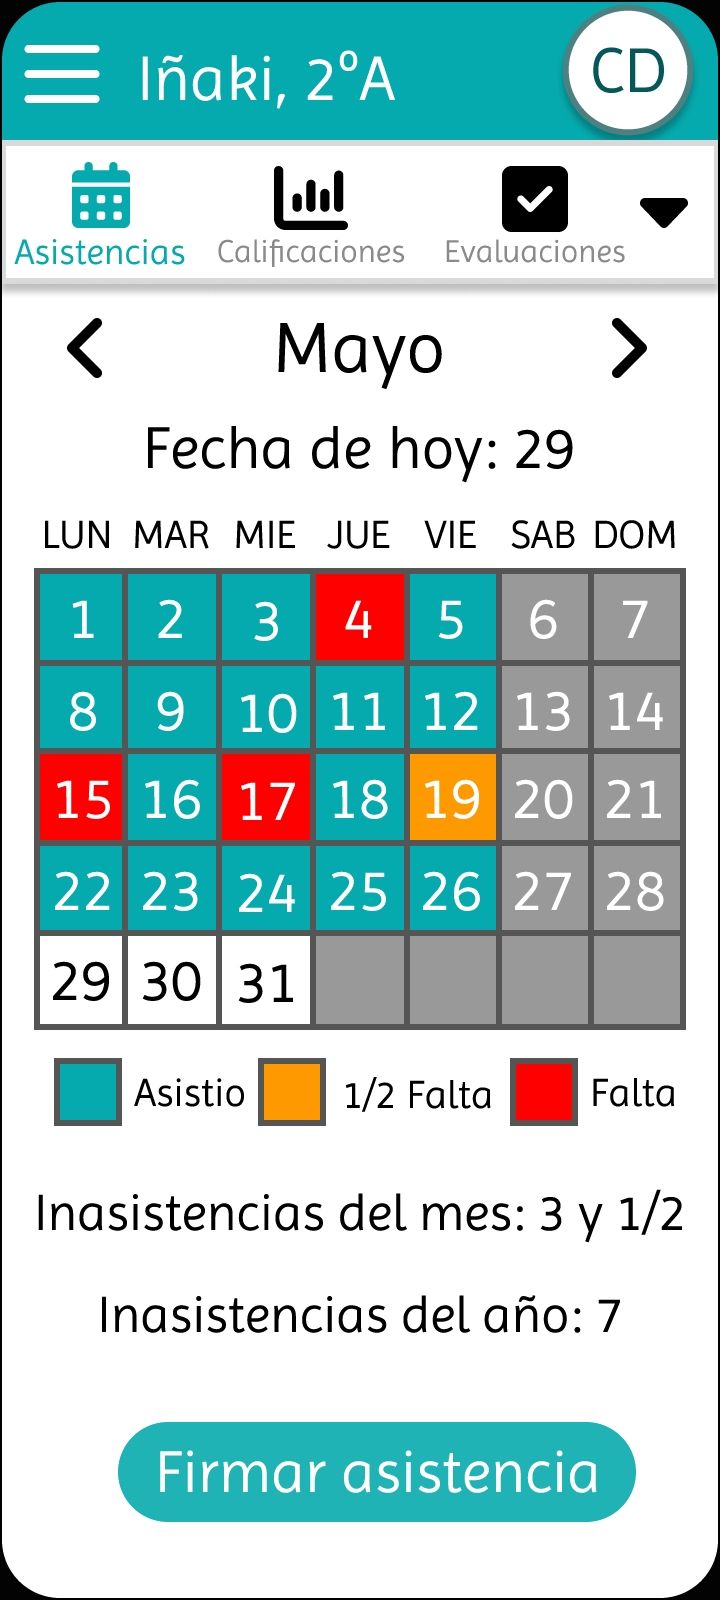 Iñaki, 2ºA
CD
Asistencias Calificaciones Evaluaciones
Mayo
Fecha de hoy: 29
LUN MAR MIE JUE VIE SAB DOM
1 2 3 4 5 6 7
8 9 10 11 12 13 14
15 16 17 18 19 20 21
22 23 24 25 26 27 28
29 30 31
Asistio 1/2 Falta Falta
Inasistencias del mes: 3 y 1/2
Inasistencias del año: 7
Firmar asistencia